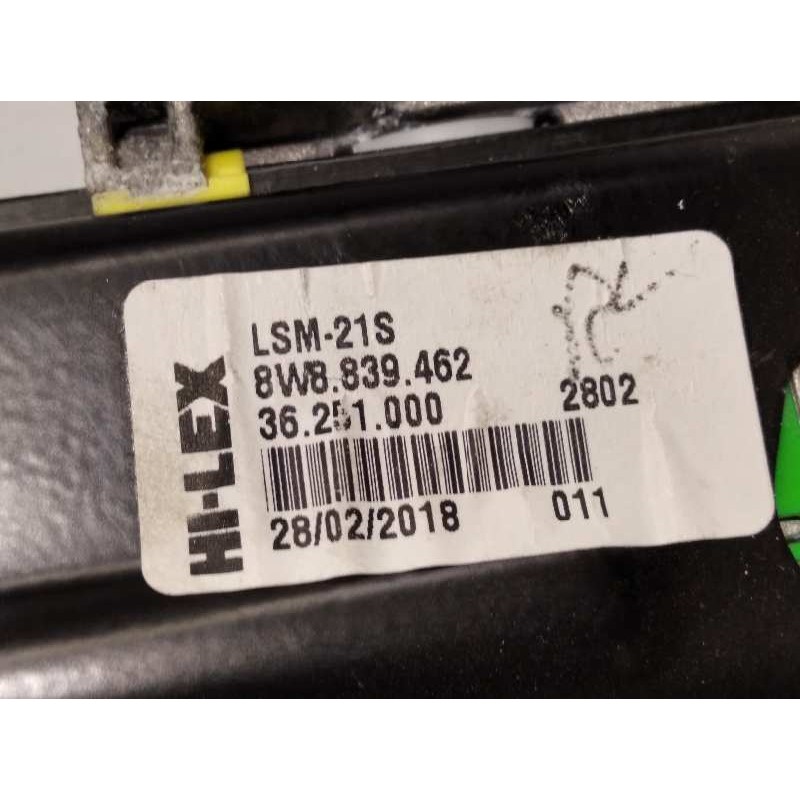 HI-LEX
LSM-21S
8W8.839.462
36.251.000 2802
28/02/2018 011